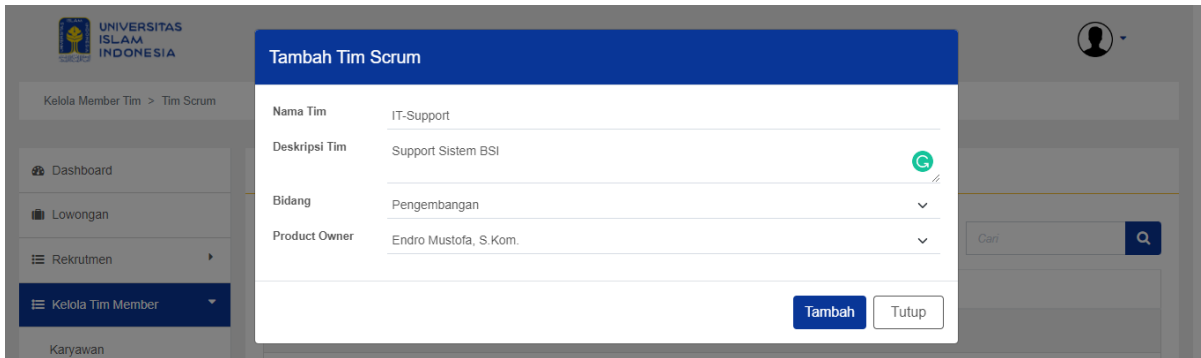 UNIVERSITAS
ISLAM
INDONESIA
Tambah Tim Scrum
Kelola Member Tim > Tim Scrum
Nama Tim
IT-Support
Deskripsi Tim
Support Sistem BSI
Bidang
Pengembangan
Product Owner
Endro Mustofa, S.Kom.
Tambah
Tutup
Dashboard
Lowongan
Rekrutmen
Kelola Tim Member
Karyawan
Cari